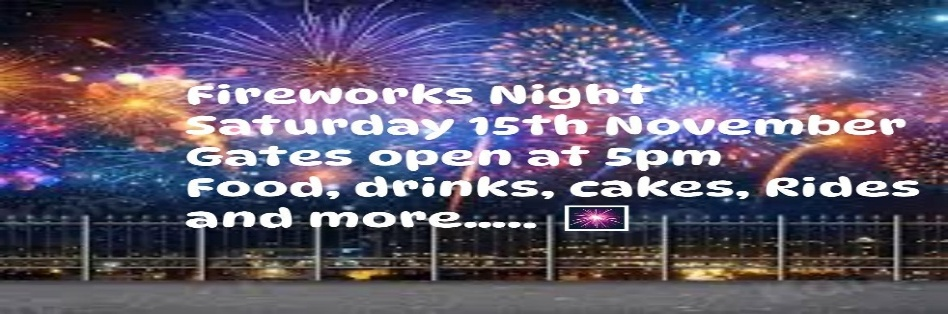 Fireworks Night
Saturday 15th November
Gates open at 5pm
Food, drinks, cakes, Rides
and more.....